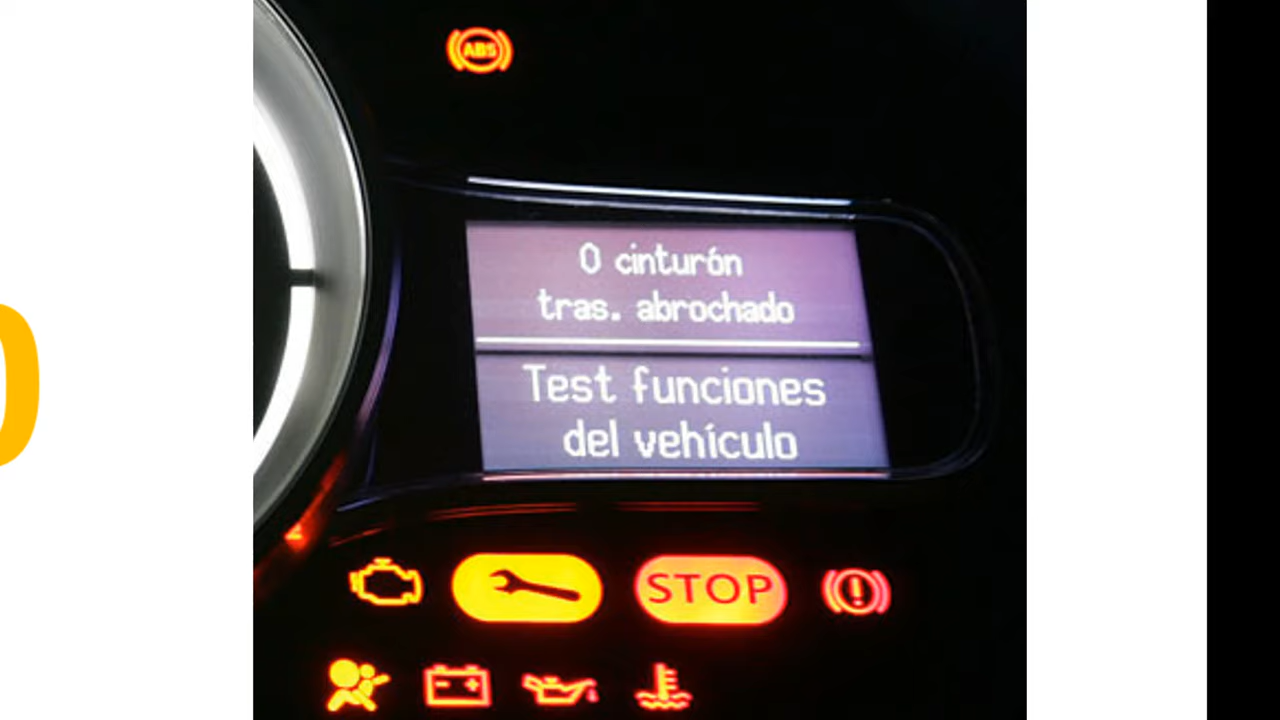 ABS
0 cinturón
tras. abrochado
Test funciones
del vehículo
STOP